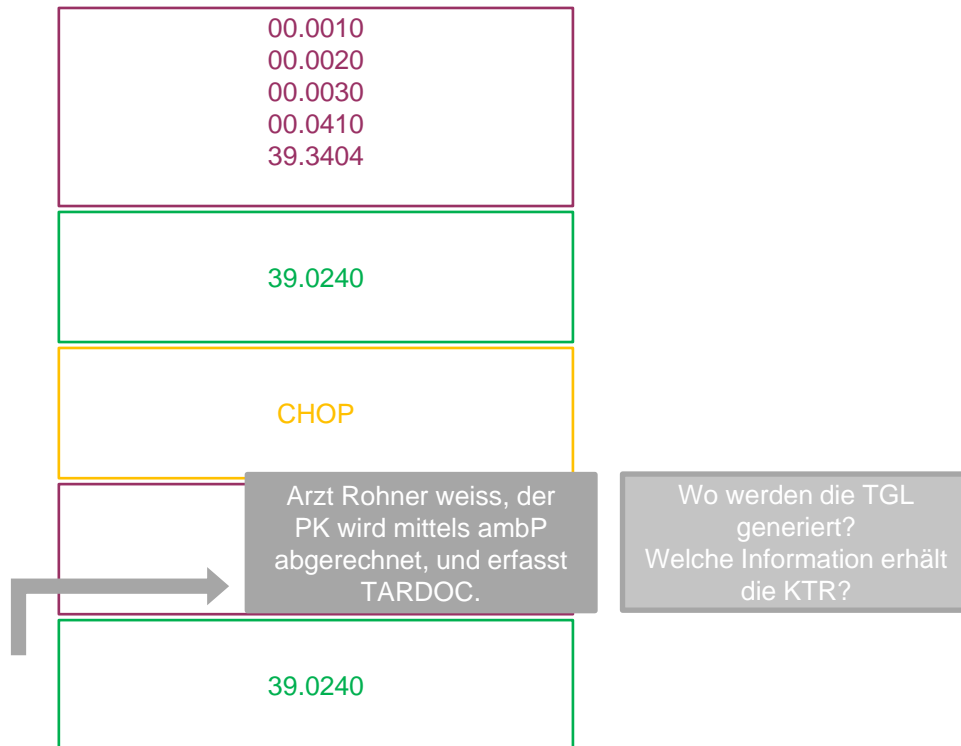 00.0010
00.0020
00.0030
00.0410
39.3404
39.0240
CHOP
Arzt Rohner weiss, der
PK wird mittels ambP
abgerechnet, und erfasst
TARDOC.
Wo werden die TGL
generiert?
Welche Information erhält
die KTR?
39.0240